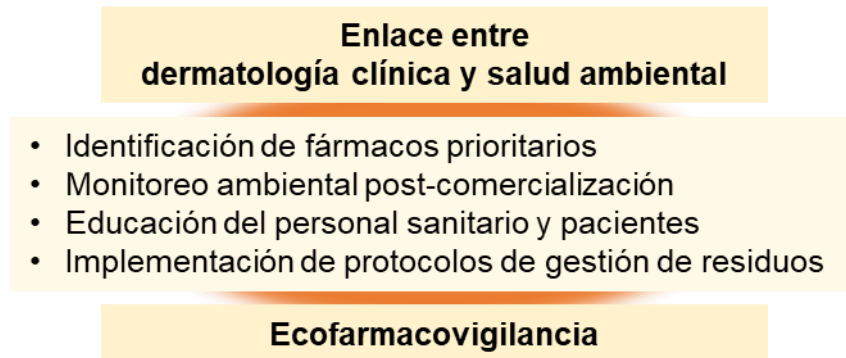 Enlace entre
dermatología clínica y salud ambiental
• Identificación de fármacos prioritarios
• Monitoreo ambiental post-comercialización
• Educación del personal sanitario y pacientes
• Implementación de protocolos de gestión de residuos
Ecofarmacovigilancia